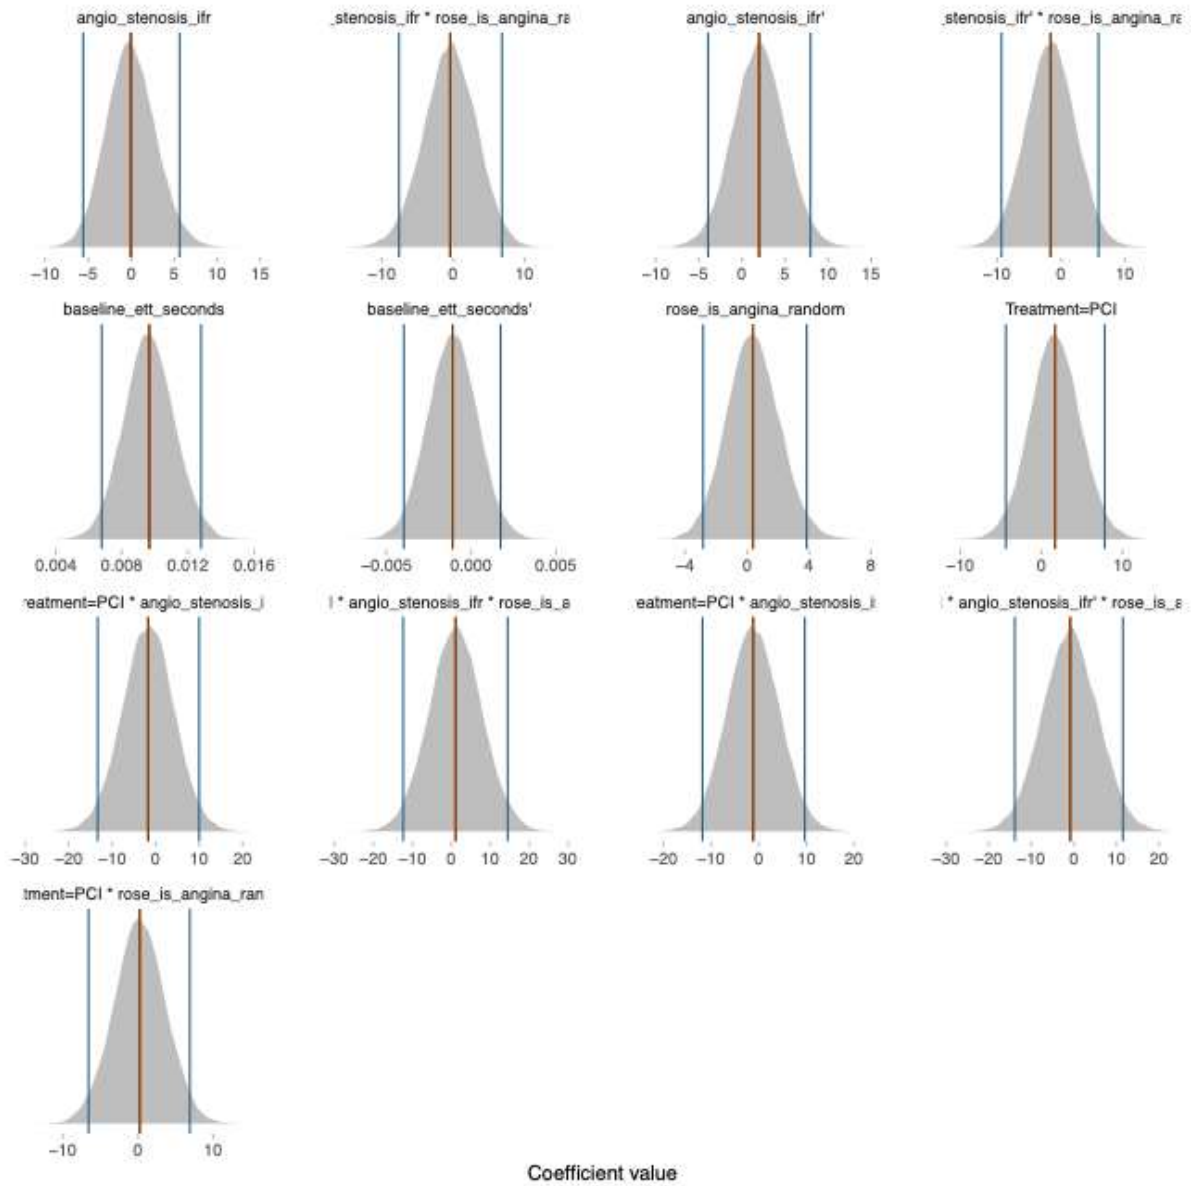 angio_stenosis_ifr
_stenosis_ifr * rose_is_angina_ra
angio_stenosis_ifr'
_stenosis_ifr' * rose_is_angina_ra
−10 −5 0 5 10 15
−10 0 10
−10 −5 0 5 10 15
−10 0 10
baseline_ett_seconds
baseline_ett_seconds'
rose_is_angina_random
Treatment=PCI
0.004 0.008 0.012 0.016
−0.005 0.000 0.005
−4 0 4 8
−10 0 10
reatment=PCI * angio_stenosis_i
l * angio_stenosis_ifr * rose_is_a
eatment=PCI * angio_stenosis_i
* angio_stenosis_ifr' * rose_is_a
−30 −20 −10 0 10 20
−30 −20 −10 0 10 20 30
−20 −10 0 10 20
−30 −20 −10 0 10 20
tment=PCI * rose_is_angina_ran
−10 0 10
Coefficient value